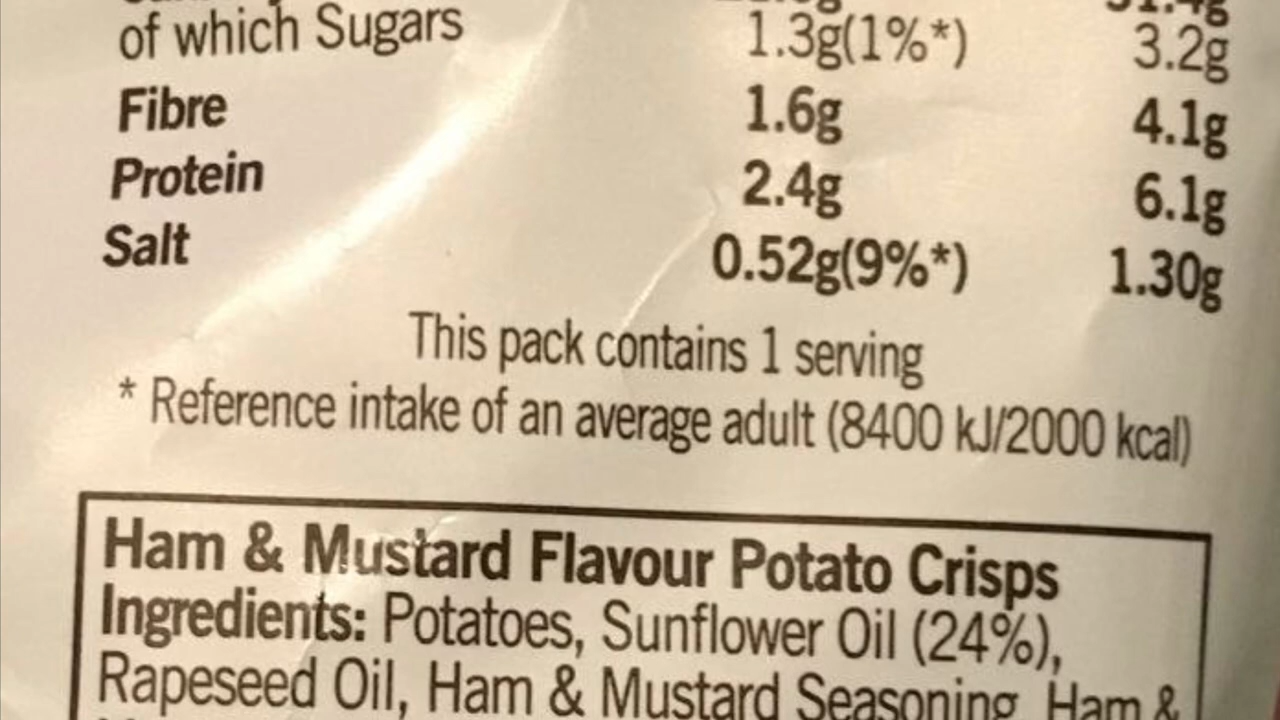 of which Sugars 1.3g(1%*) 3.2g
Fibre 1.6g 4.1g
Protein 2.4g 6.1g
Salt 0.52g(9%*) 1.30g
This pack contains 1 serving
* Reference intake of an average adult (8400 kJ/2000 kcal)
Ham & Mustard Flavour Potato Crisps
Ingredients: Potatoes, Sunflower Oil (24%),
Rapeseed Oil, Ham & Mustard Seasoning, Ham &